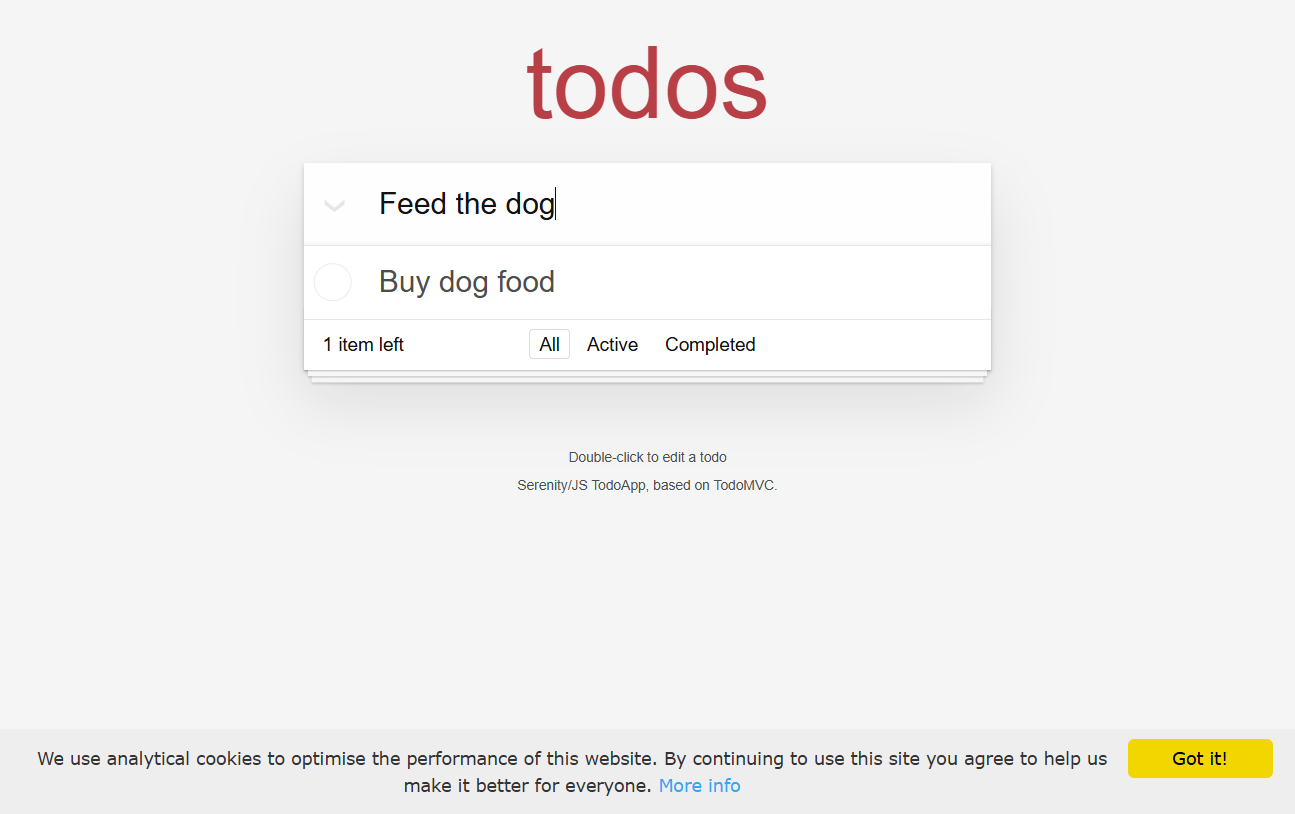 todos
Feed the dog
Buy dog food
1 item left
All
Active
Completed
Double-click to edit a todo
Serenity/JS TodoApp, based on TodoMVC.
We use analytical cookies to optimise the performance of this website. By continuing to use this site you agree to help us
make it better for everyone. More info
Got it!